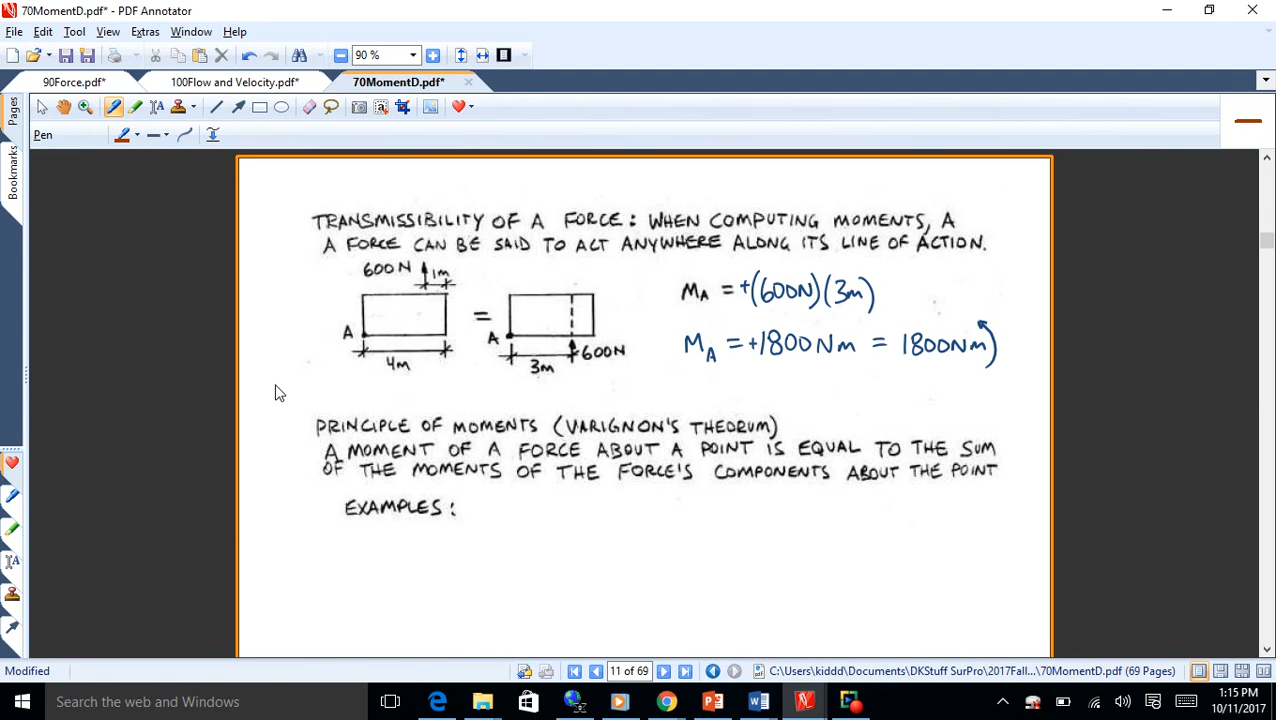 70MomentD.pdf* - PDF Annotator
File Edit Tool View Extras Window Help
90 %
90Force.pdf* 100Flow and Velocity.pdf* 70MomentD.pdf*
Pen
Pages
Bookmarks
TRANSMISSIBILITY OF A FORCE: WHEN COMPUTING MOMENTS, A
A FORCE CAN BE SAID TO ACT ANYWHERE ALONG ITS LINE OF ACTION.
600N 1m
A
4m
=
A
3m
600N
MA = +(600N)(3m)
MA = +1800Nm = 1800Nm
PRINCIPLE OF MOMENTS (VARIGNON'S THEORUM)
A MOMENT OF A FORCE ABOUT A POINT IS EQUAL TO THE SUM
OF THE MOMENTS OF THE FORCE'S COMPONENTS ABOUT THE POINT
EXAMPLES:
Modified
11 of 69
C:\Users\kiddd\Documents\DKStuff SurPro\2017Fall...\70MomentD.pdf (69 Pages)
Search the web and Windows
1:15 PM
10/11/2017